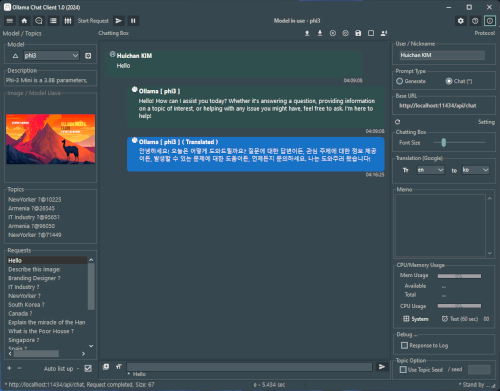 Ollama Chat Client 1.0 (2024)
Start Request
Model in use - phi3
Model / Topics
Chatting Box
Protocol
Model
phi3
Description
Phi-3 Mini is a 3.8B parameters,
Image / Model Llava
Topics
NewYorker ?@10225
Armenia ?@26543
IT Industry ?@95651
Armenia ?@96050
NewYorker ?@71449
Requests
Hello
Describe this image:
Branding Designer ?
IT Industry ?
NewYorker ?
South Korea ?
Canada ?
Explain the miracle of the Han
What is the Poor House ?
Singapore ?
Spain ?
Auto list up
Huichan KIM
Hello
04:09:08
Ollama [ phi3 ]
Hello! How can I assist you today? Whether it's answering a question, providing information
on a topic of interest, or helping with any issue you might have, feel free to ask. I'm here to
help!
04:09:08
Ollama [ phi3 ] ( Translated )
안녕하세요! 오늘은 어떻게 도와드릴까요? 질문에 대한 답변이든, 관심 주제에 대한 정보 제공
이든, 발생할 수 있는 문제에 대한 도움이든, 언제든지 문의하세요. 나는 도와주러 왔습니다!
04:16:25
* Hello
User / Nickname
Huichan KIM
Prompt Type
Generate
Chat (*)
Base URL
http://localhost:11434/api/chat
Setting
Chatting Box
Font Size
Translation (Google)
en
to
ko
Memo
CPU/Memory Usage
Mem Usage
Available ...
Total ...
CPU Usage
System
Test (60 sec)
Debug ...
Response to Log
Topic Option
Use Topic Seed
/ seed
* http://localhost:11434/api/chat, Request completed, Size: 67
e - 5.434 sec
* Stand by ...